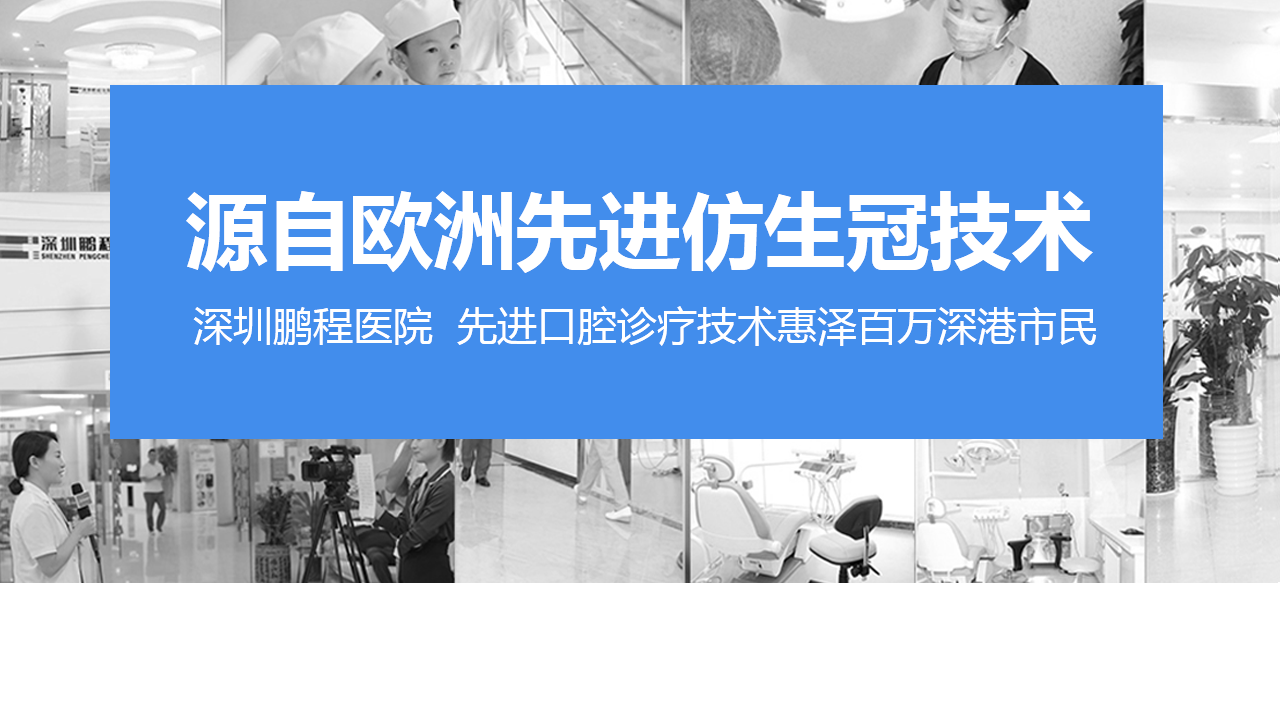 源自欧洲先进仿生冠技术
深圳鹏程医院 先进口腔诊疗技术惠泽百万深港市民
深圳鹏程
SHENZHEN PENGCHE